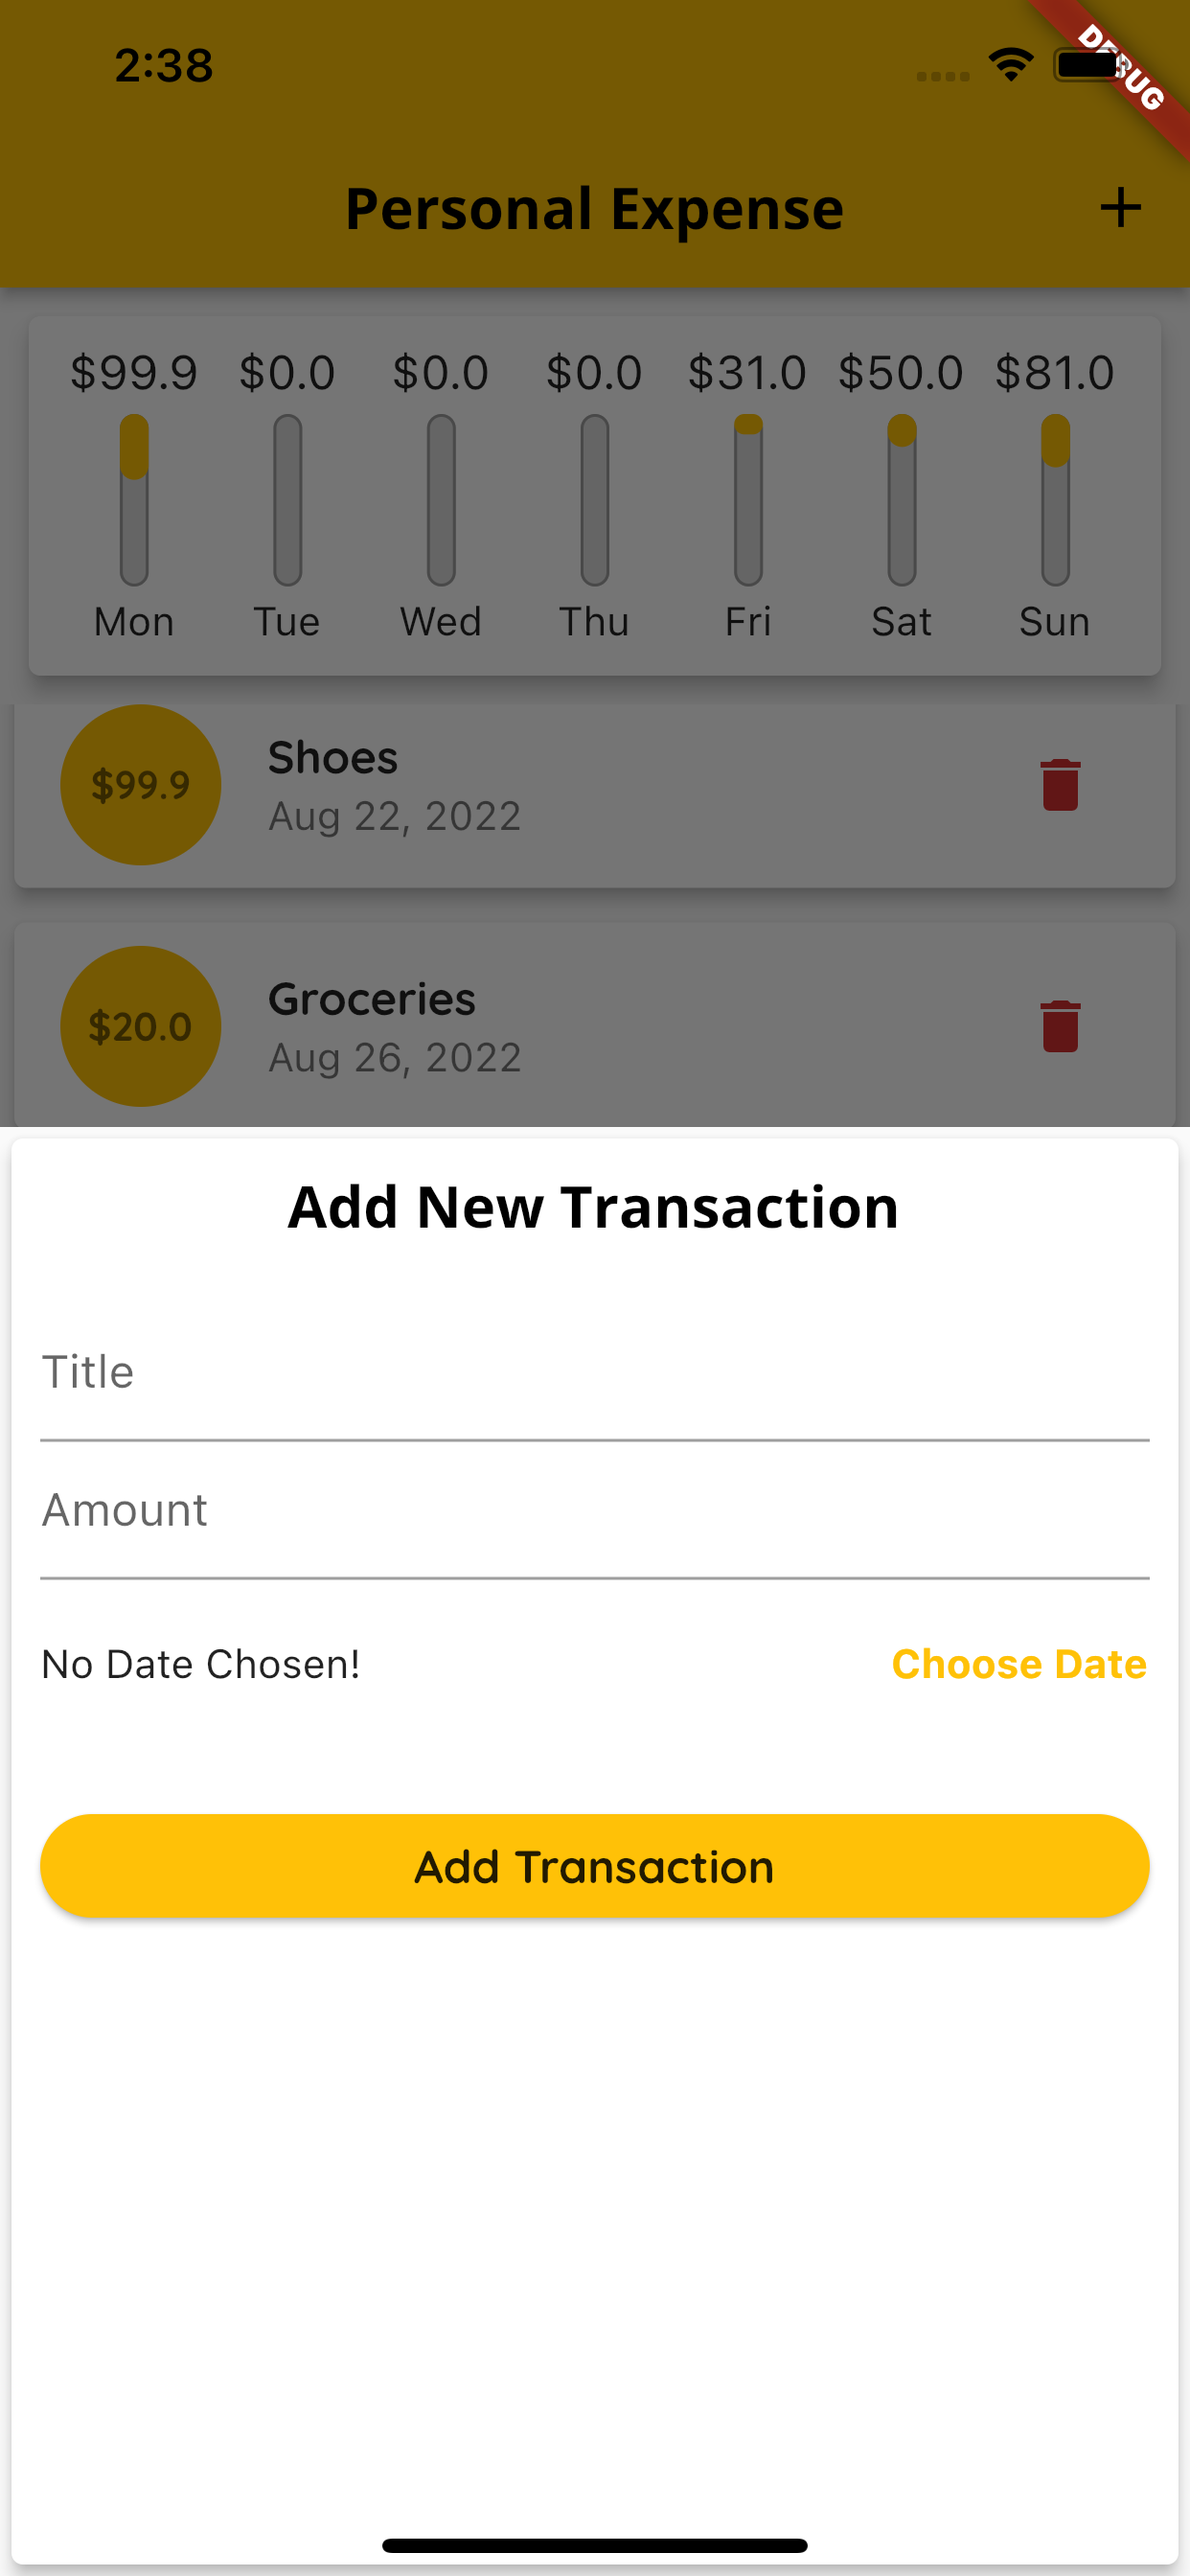 2:38
DEBUG
Personal Expense +
$99.9 $0.0 $0.0 $0.0 $31.0 $50.0 $81.0
Mon Tue Wed Thu Fri Sat Sun
$99.9
Shoes
Aug 22, 2022
$20.0
Groceries
Aug 26, 2022
Add New Transaction
Title
Amount
No Date Chosen! Choose Date
Add Transaction